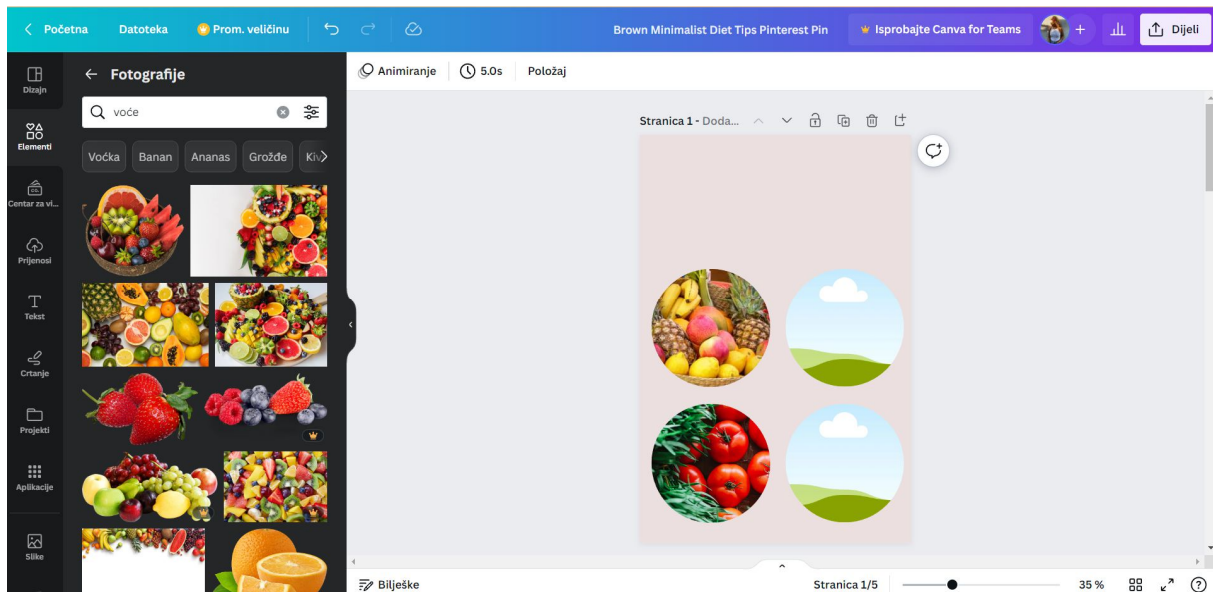 Početna
Datoteka
Prom. veličinu
Brown Minimalist Diet Tips Pinterest Pin
Isprobajte Canva for Teams
Dijeli
Dizajn
Elementi
Centar za vi...
Prijenosi
Tekst
Crtanje
Projekti
Aplikacije
Slike
Fotografije
voće
Voćka
Banan
Ananas
Grožđe
Kiv
Animiranje
5.0s
Položaj
Stranica 1 - Doda...
Bilješke
Stranica 1/5
35 %